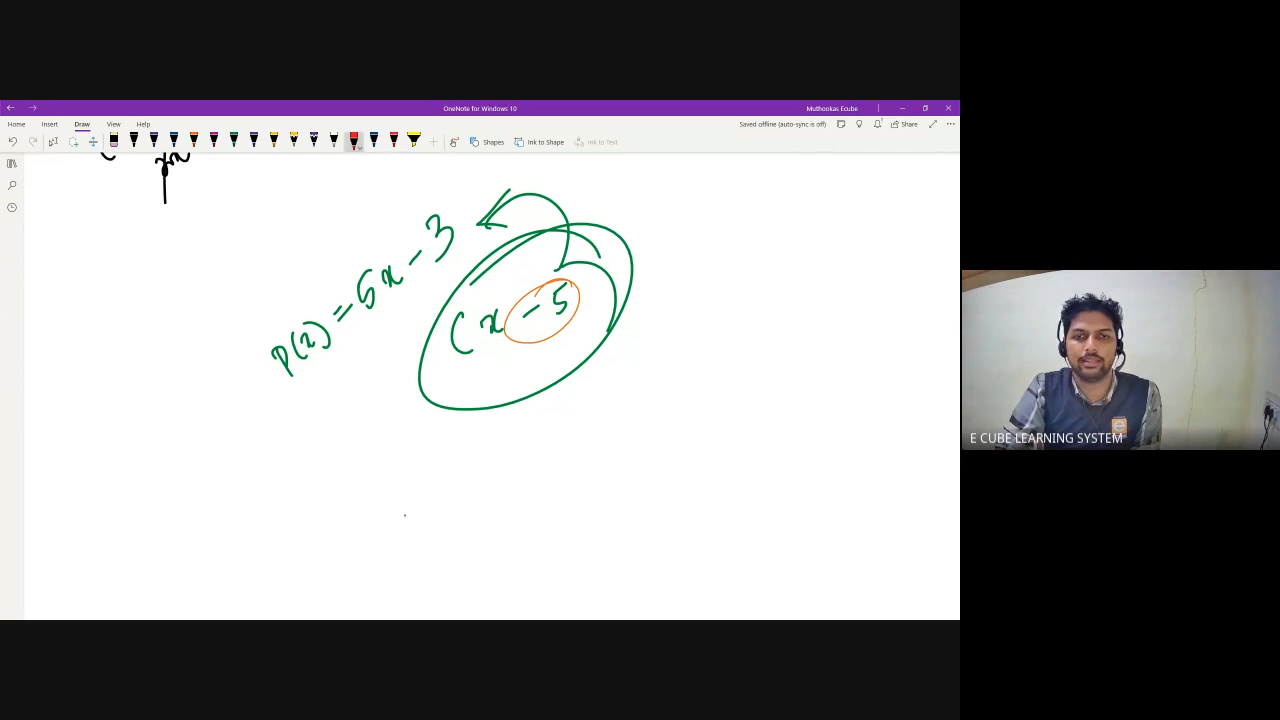 OneNote for Windows 10
Muthookas Ecube
Home Insert Draw View Help
Saved offline (auto-sync is off)
Share
Shapes
Ink to Shape
Ink to Text
p(x) = 5x - 3
(x - 5)
E CUBE LEARNING SYSTEM